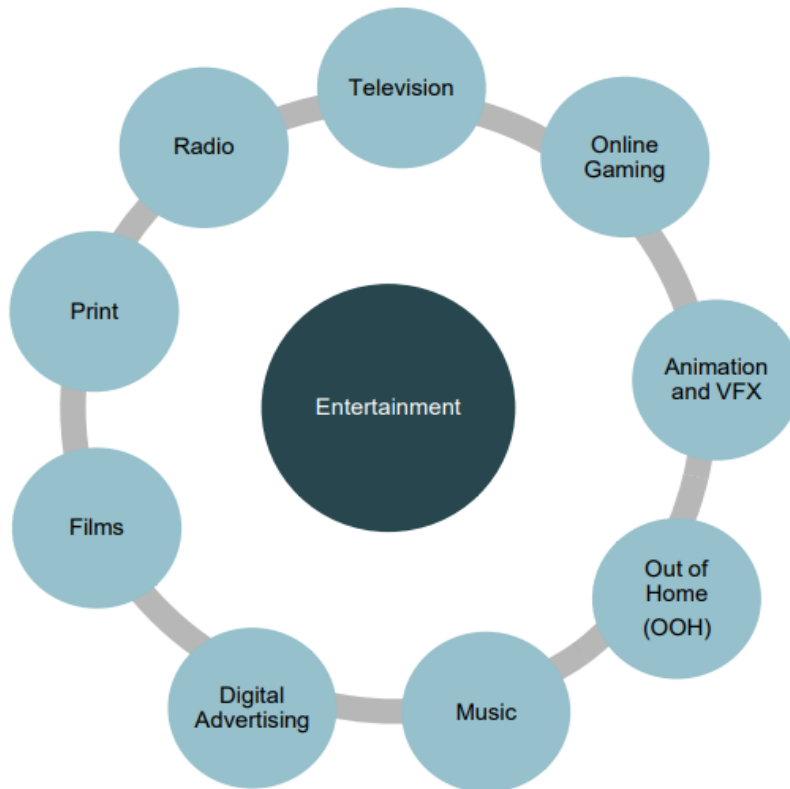 Television
Online
Gaming
Animation
and VFX
Out of
Home
(OOH)
Music
Digital
Advertising
Films
Print
Radio
Entertainment